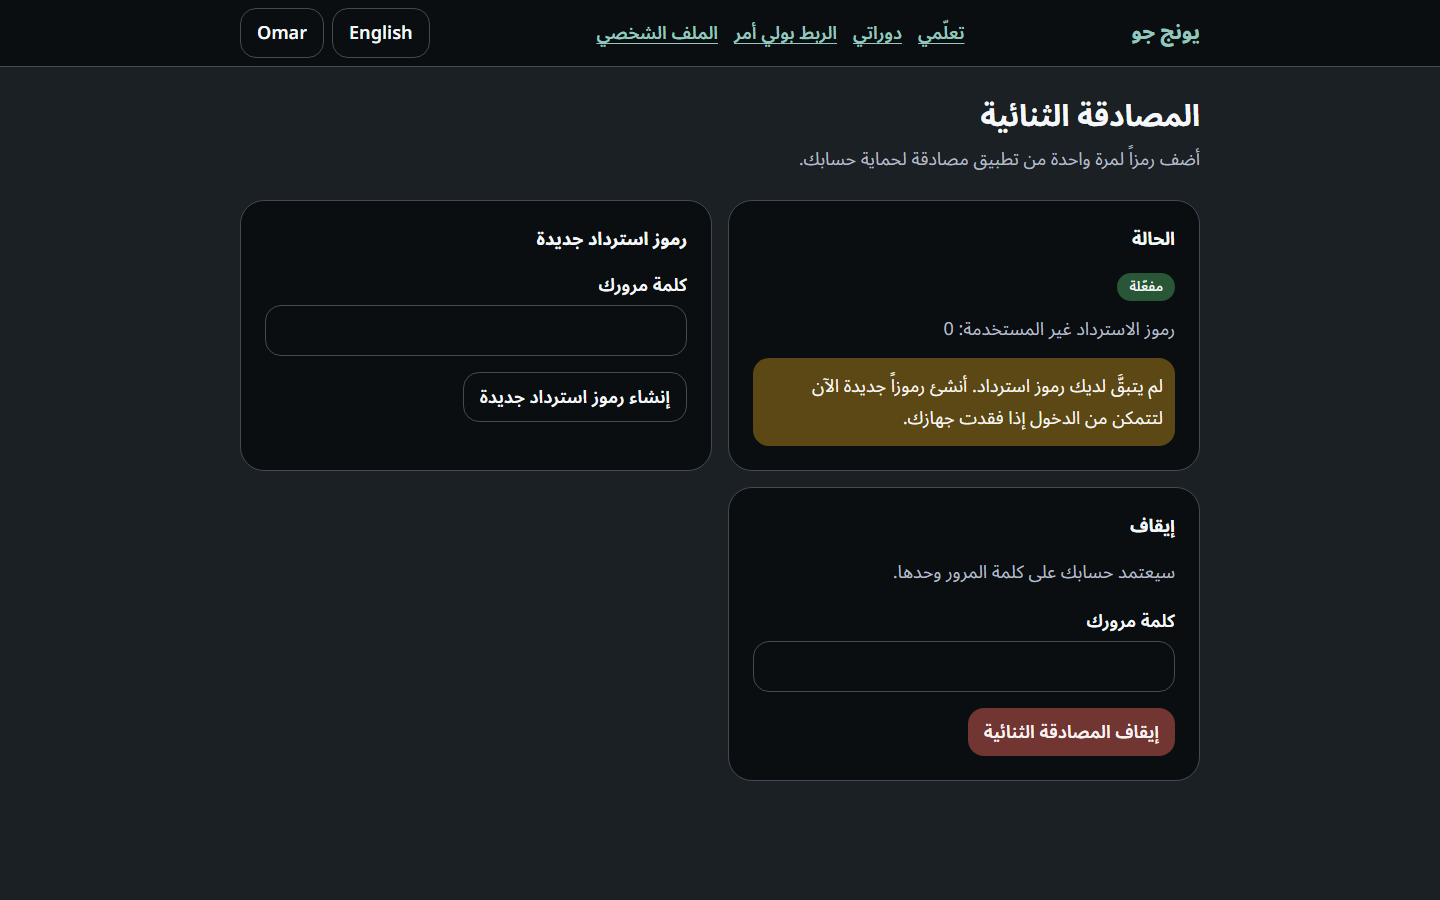 يونج جو
تعلّمي
دوراتي
الربط بولي أمر
الملف الشخصي
English
Omar
المصادقة الثنائية
أضف رمزاً لمرة واحدة من تطبيق مصادقة لحماية حسابك.
الحالة
مفعّلة
رموز الاسترداد غير المستخدمة: 0
لم يتبقَّ لديك رموز استرداد. أنشئ رموزاً جديدة الآن
لتتمكن من الدخول إذا فقدت جهازك.
رموز استرداد جديدة
كلمة مرورك
إنشاء رموز استرداد جديدة
إيقاف
سيعتمد حسابك على كلمة المرور وحدها.
كلمة مرورك
إيقاف المصادقة الثنائية